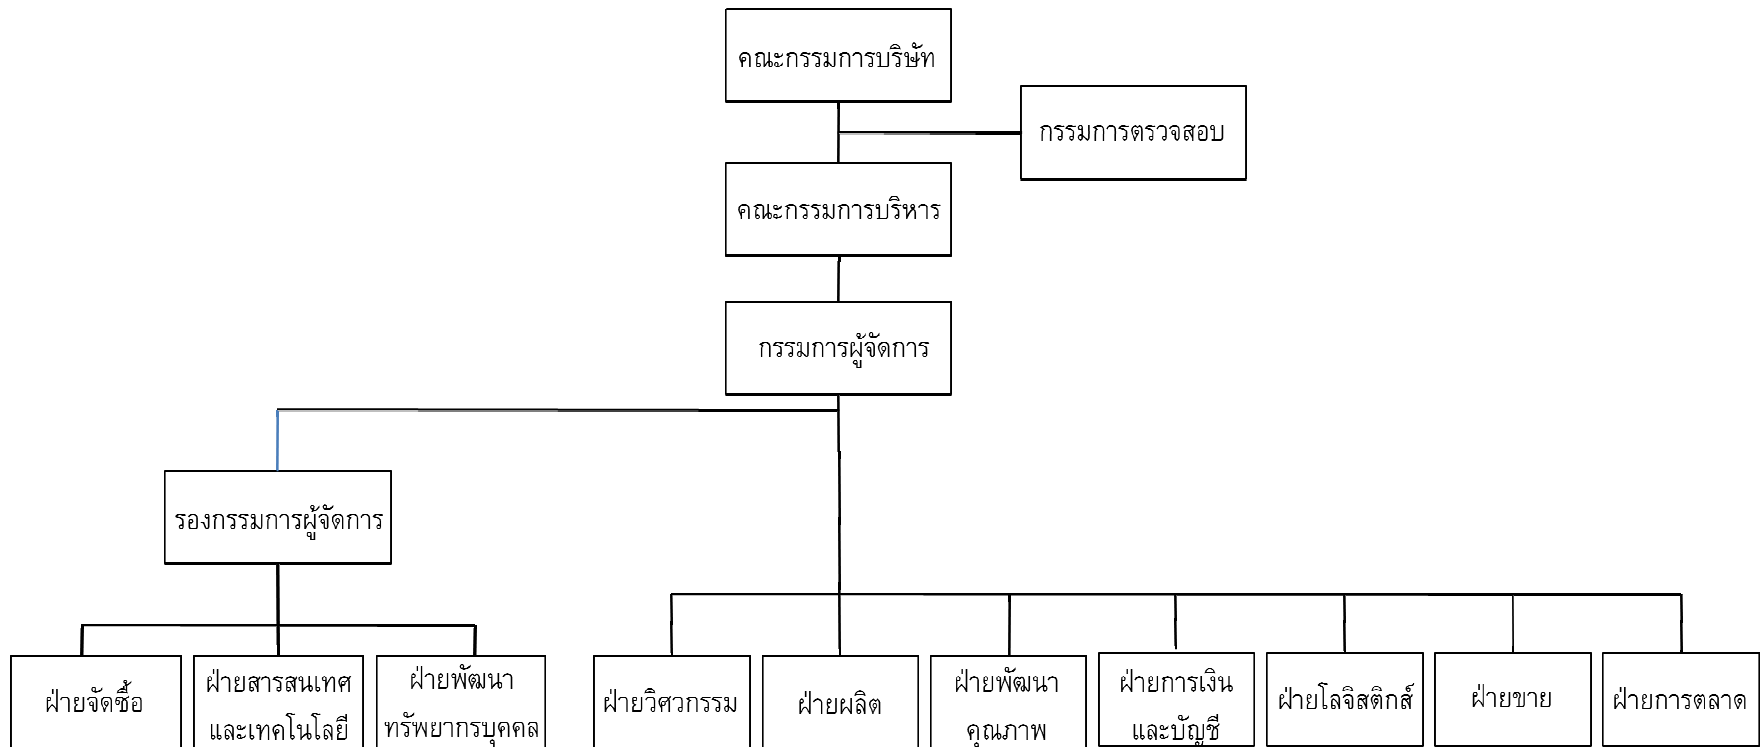 คณะกรรมการบริษัท
กรรมการตรวจสอบ
คณะกรรมการบริหาร
กรรมการผู้จัดการ
รองกรรมการผู้จัดการ
ฝ่ายจัดซื้อ
ฝ่ายสารสนเทศ
และเทคโนโลยี
ฝ่ายพัฒนา
ทรัพยากรบุคคล
ฝ่ายวิศวกรรม
ฝ่ายผลิต
ฝ่ายพัฒนา
คุณภาพ
ฝ่ายการเงิน
และบัญชี
ฝ่ายโลจิสติกส์
ฝ่ายขาย
ฝ่ายการตลาด